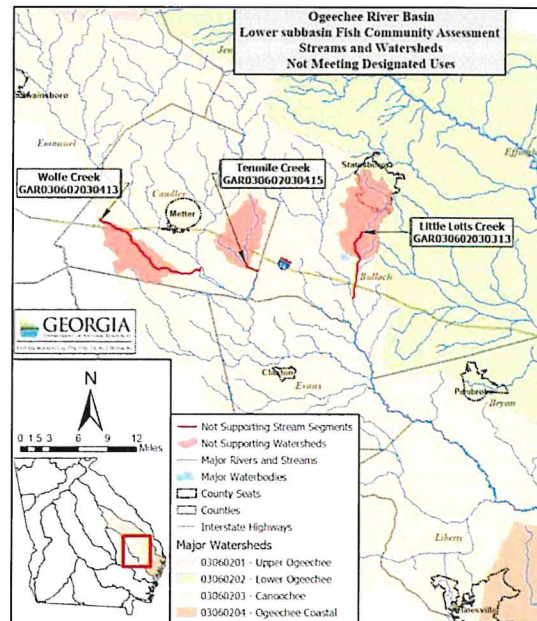 Ogeechee River Basin
Lower subbasin Fish Community Assessment
Streams and Watersheds
Not Meeting Designated Uses
Emanuel
Wolfe Creek
GAR030602030413
Candler
Metter
Tenmile Creek
GAR030602030415
Statesboro
Effingham
Little Lotts Creek
GAR030602030313
Bulloch
GEORGIA
Claxton
Evans
Pembroke
Bryan
Liberty
Hinesville
N
0 1.5 3 6 9 12
Miles
Not Supporting Stream Segments
Not Supporting Watersheds
Major Rivers and Streams
Major Waterbodies
County Seats
Counties
Interstate Highways
Major Watersheds
03060201 - Upper Ogeechee
03060202 - Lower Ogeechee
03060203 - Canoochee
03060204 - Ogeechee Coastal